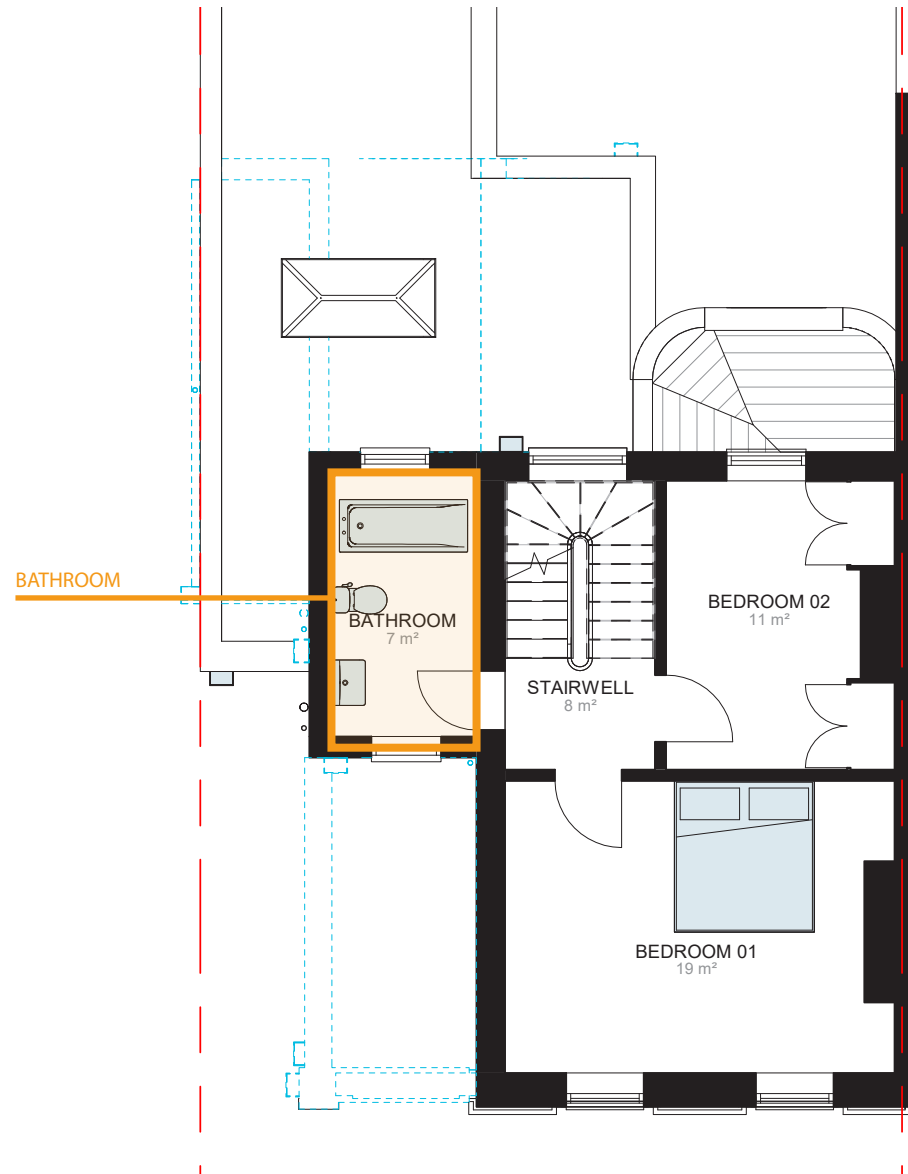 BATHROOM
BATHROOM
7 m²
BEDROOM 02
11 m²
STAIRWELL
8 m²
BEDROOM 01
19 m²